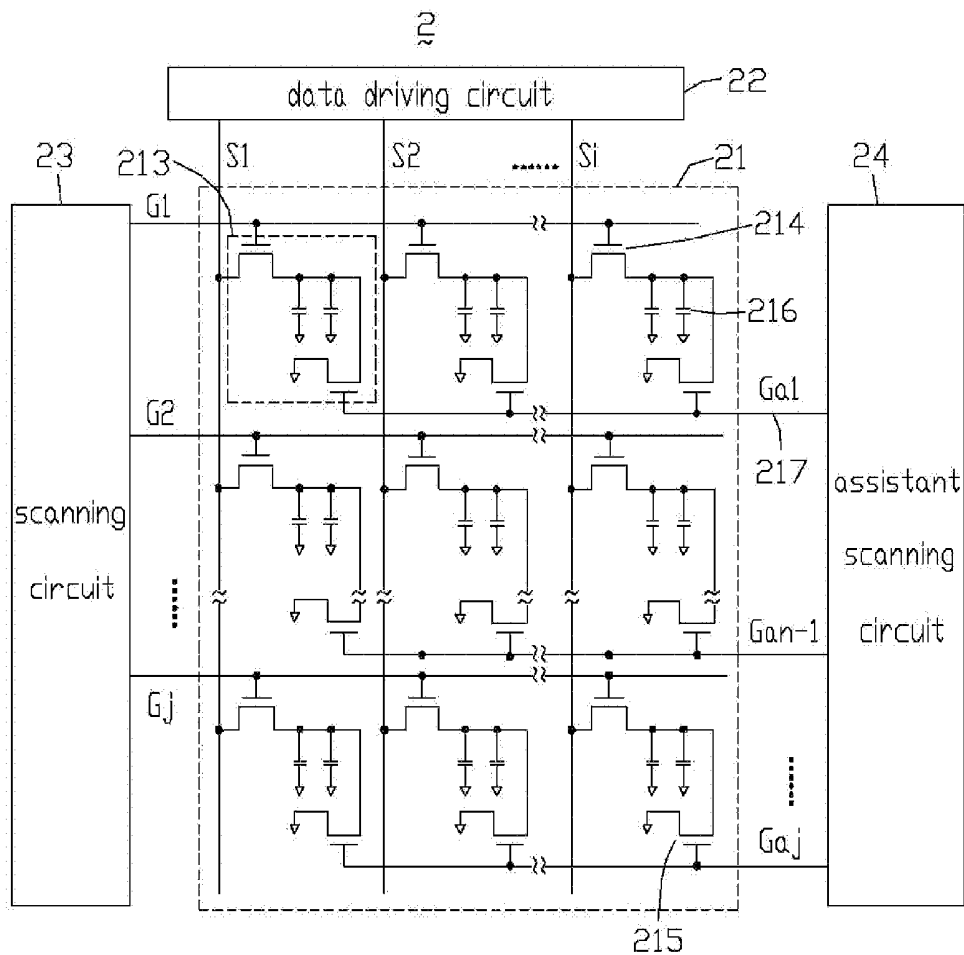 2
data driving circuit
22
23
213
S1
S2
Si
......
21
24
G1
214
216
G2
Ga1
217
scanning
circuit
......
assistant
scanning
circuit
Gan-1
Gj
......
Gaj
215